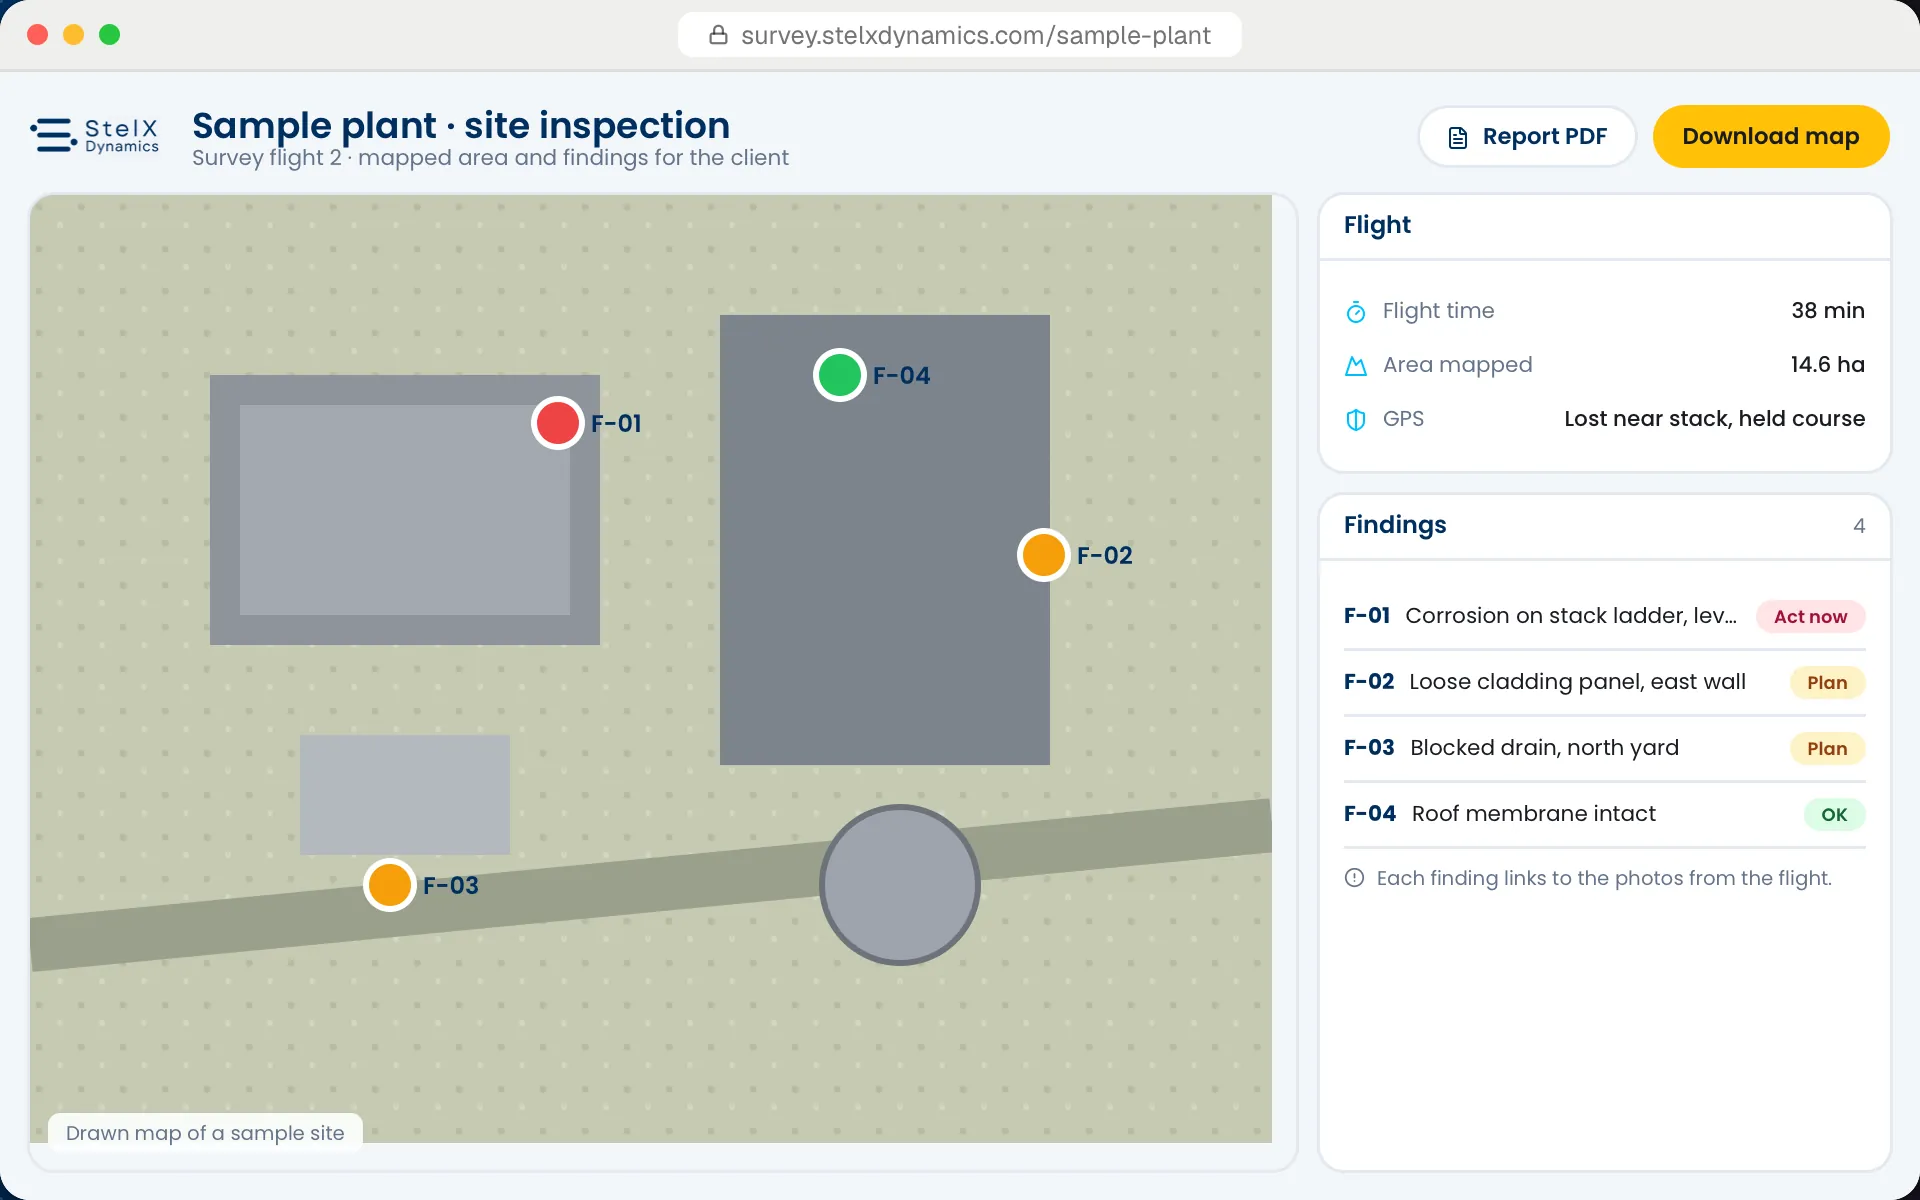 survey.stelxdynamics.com/sample-plant
StelX
Dynamics
Sample plant · site inspection
Survey flight 2 · mapped area and findings for the client
Report PDF
Download map
F-04
F-01
F-02
F-03
Drawn map of a sample site
Flight
Flight time 38 min
Area mapped 14.6 ha
GPS Lost near stack, held course
Findings 4
F-01 Corrosion on stack ladder, lev… Act now
F-02 Loose cladding panel, east wall Plan
F-03 Blocked drain, north yard Plan
F-04 Roof membrane intact OK
Each finding links to the photos from the flight.